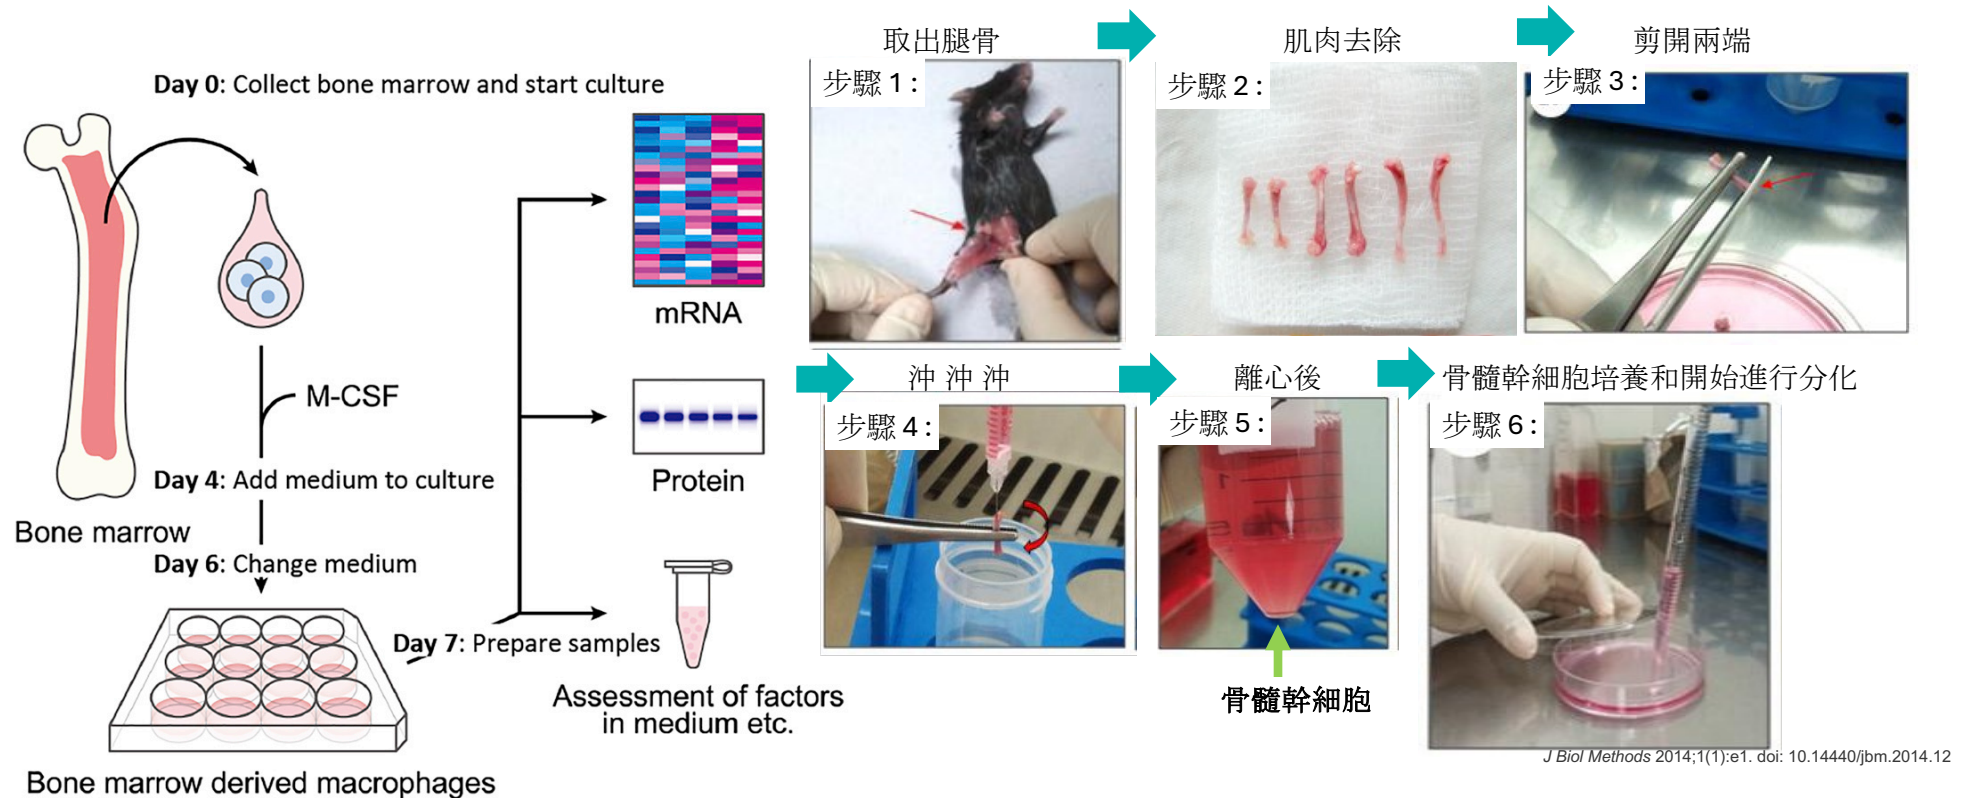 Day 0: Collect bone marrow and start culture
M-CSF
Day 4: Add medium to culture
Bone marrow
Day 6: Change medium
Day 7: Prepare samples
Bone marrow derived macrophages
mRNA
Protein
Assessment of factors
in medium etc.
取出腿骨
步驟 1 :
肌肉去除
步驟 2 :
剪開兩端
步驟 3 :
沖 沖 沖
步驟 4 :
離心後
步驟 5 :
骨髓幹細胞
骨髓幹細胞培養和開始進行分化
步驟 6 :
J Biol Methods 2014;1(1):e1. doi: 10.14440/jbm.2014.12